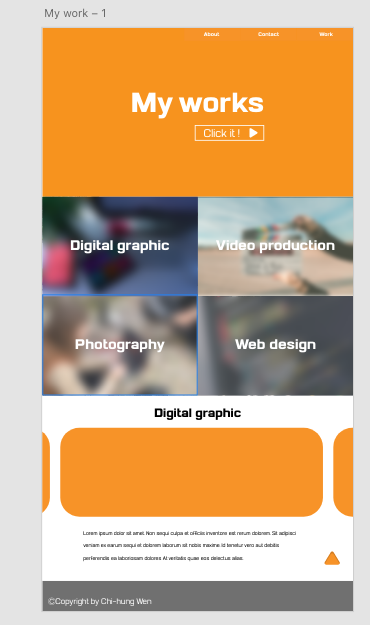 My work – 1
About Contact Work
My works
Click it !
Digital graphic
Video production
Photography
Web design
Digital graphic
Lorem ipsum dolor sit amet Non sequi culpa et officiis inventore est rerum dolorem. Sit adipisci
veniam ex earum sequi et dolorem laborum sit nobis maxime id tenetur vero aut debitis
perferendis ea laboriosam dolores At veritatis quae eos delectus alias.
©Copyright by Chi-hung Wen